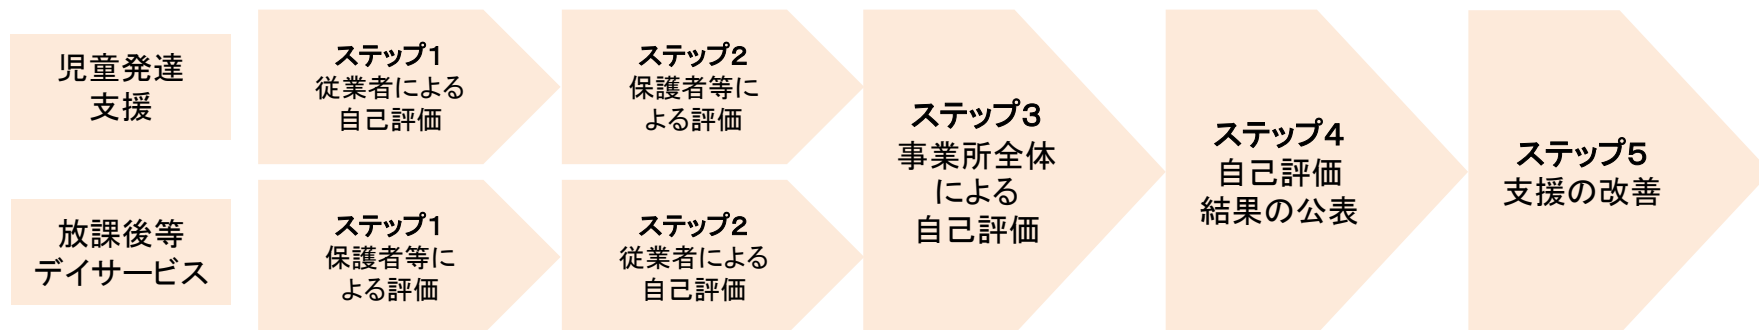 児童発達
支援
ステップ1
従業者による
自己評価
ステップ2
保護者等に
よる評価
放課後等
デイサービス
ステップ1
保護者等に
よる評価
ステップ2
従業者による
自己評価
ステップ3
事業所全体
による
自己評価
ステップ4
自己評価
結果の公表
ステップ5
支援の改善